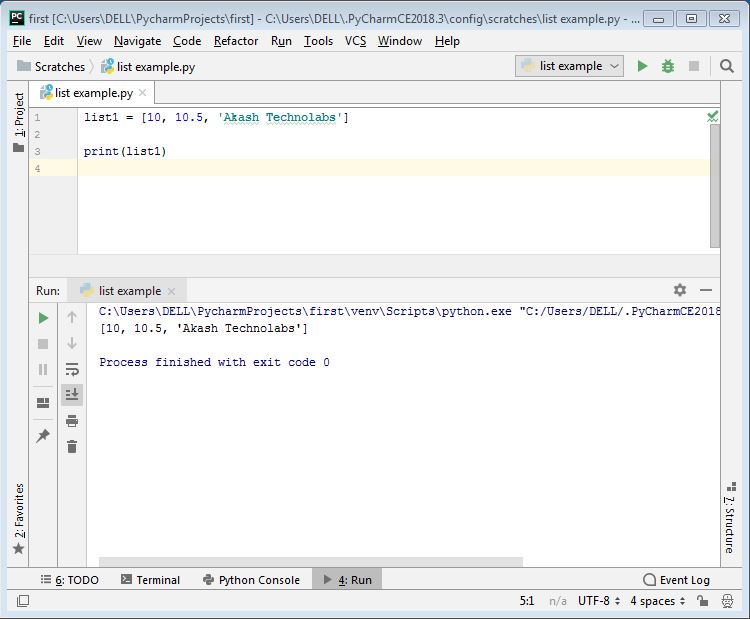 first [C:\Users\DELL\PycharmProjects\first] - C:\Users\DELL\.PyCharmCE2018.3\config\scratches\list example.py - ...
File Edit View Navigate Code Refactor Run Tools VCS Window Help
Scratches list example.py list example
1: Project
list example.py
1 list1 = [10, 10.5, 'Akash Technolabs']
2
3 print(list1)
4
Run: list example
C:\Users\DELL\PycharmProjects\first\venv\Scripts\python.exe "C:/Users/DELL/.PyCharmCE2018
[10, 10.5, 'Akash Technolabs']
Process finished with exit code 0
2: Favorites
7: Structure
6: TODO Terminal Python Console 4: Run Event Log
5:1 n/a UTF-8 4 spaces